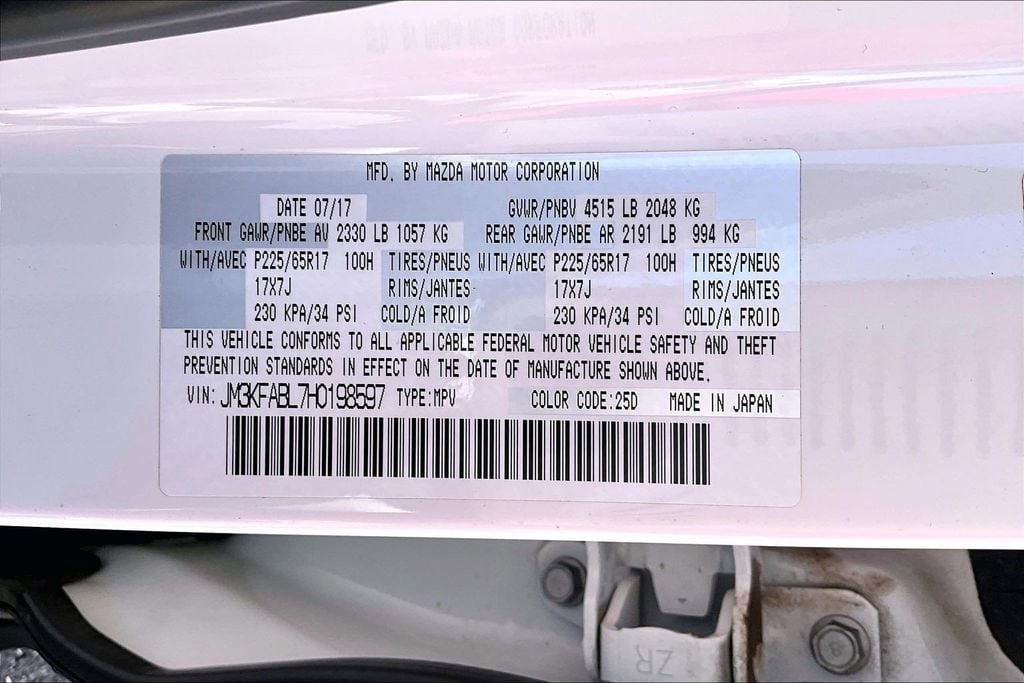 MFD. BY MAZDA MOTOR CORPORATION
DATE 07/17 GVWR/PNBV 4515 LB 2048 KG
FRONT GAWR/PNBE AV 2330 LB 1057 KG REAR GAWR/PNBE AR 2191 LB 994 KG
WITH/AVEC P225/65R17 100H TIRES/PNEUS WITH/AVEC P225/65R17 100H TIRES/PNEUS
17X7J RIMS/JANTES 17X7J RIMS/JANTES
230 KPA/34 PSI COLD/A FROID 230 KPA/34 PSI COLD/A FROID
THIS VEHICLE CONFORMS TO ALL APPLICABLE FEDERAL MOTOR VEHICLE SAFETY AND THEFT
PREVENTION STANDARDS IN EFFECT ON THE DATE OF MANUFACTURE SHOWN ABOVE.
VIN: JM3KFABL7H0198597 TYPE:MPV COLOR CODE:25D MADE IN JAPAN
ZR
8